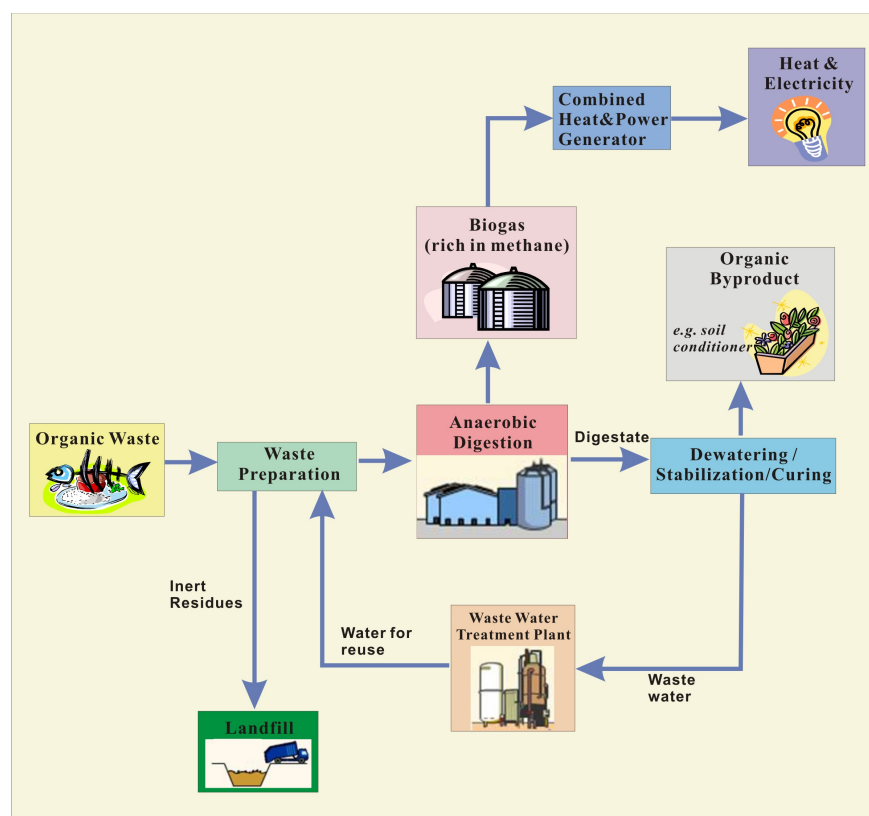 Heat &
Electricity
Combined
Heat&Power
Generator
Biogas
(rich in methane)
Organic
Byproduct
e.g. soil
conditioner
Organic Waste
Waste
Preparation
Anaerobic
Digestion
Digestate
Dewatering /
Stabilization/Curing
Inert
Residues
Water for
reuse
Waste Water
Treatment Plant
Waste
water
Landfill